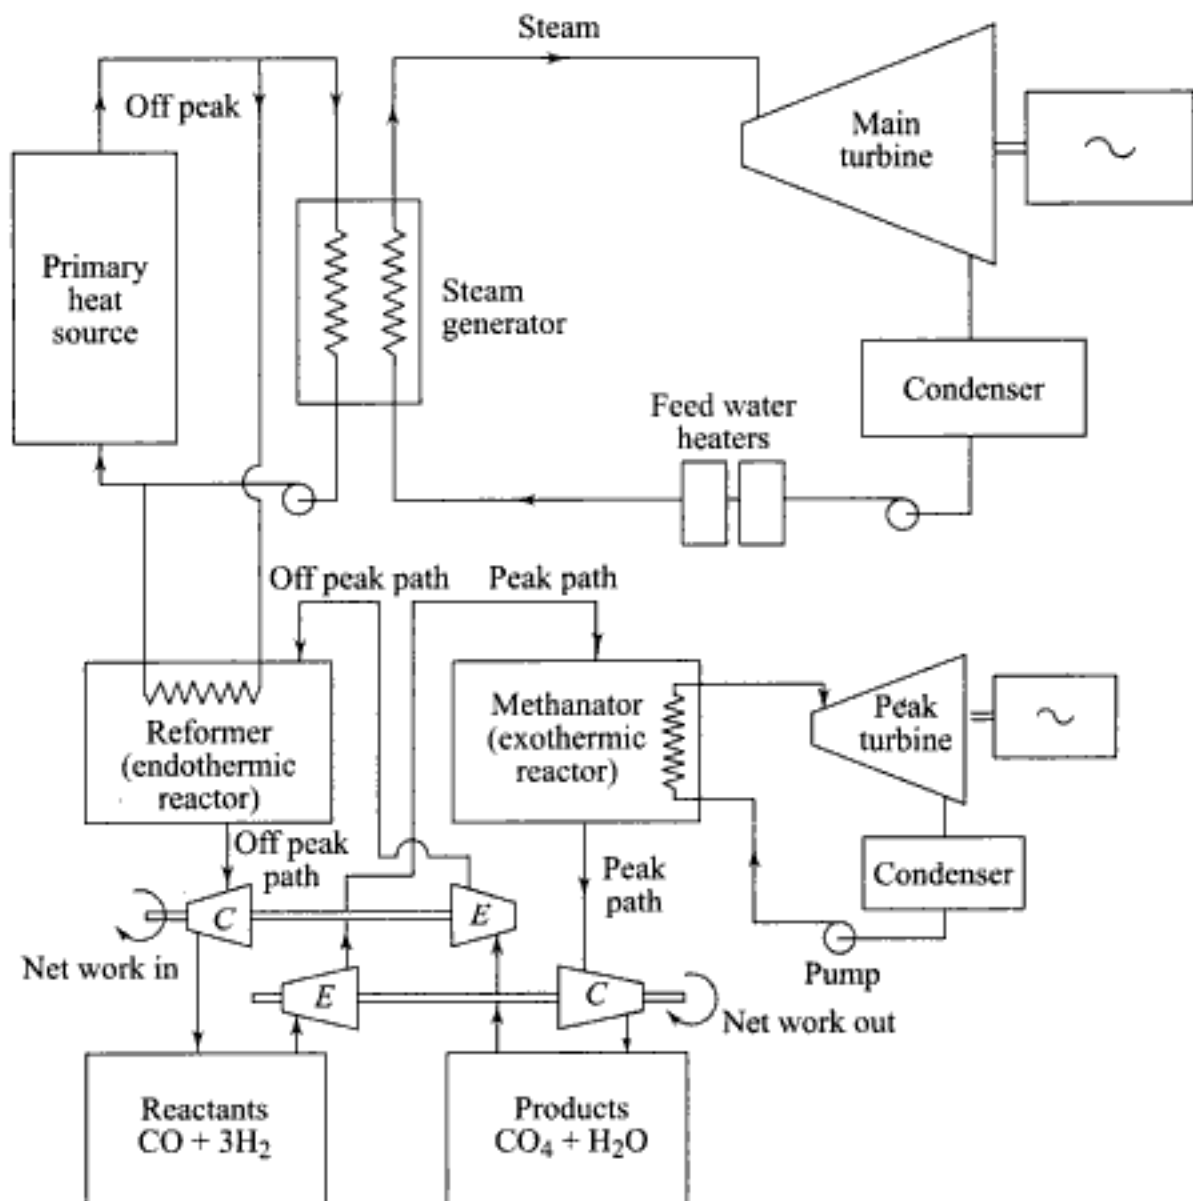 Steam
Off peak
Main
turbine
Primary
heat
source
Steam
generator
Condenser
Feed water
heaters
Off peak path
Peak path
Reformer
(endothermic
reactor)
Methanator
(exothermic
reactor)
Peak
turbine
Off peak
path
Peak
path
Condenser
C
E
Net work in
Pump
E
C
Net work out
Reactants
CO + 3H₂
Products
CO₄ + H₂O